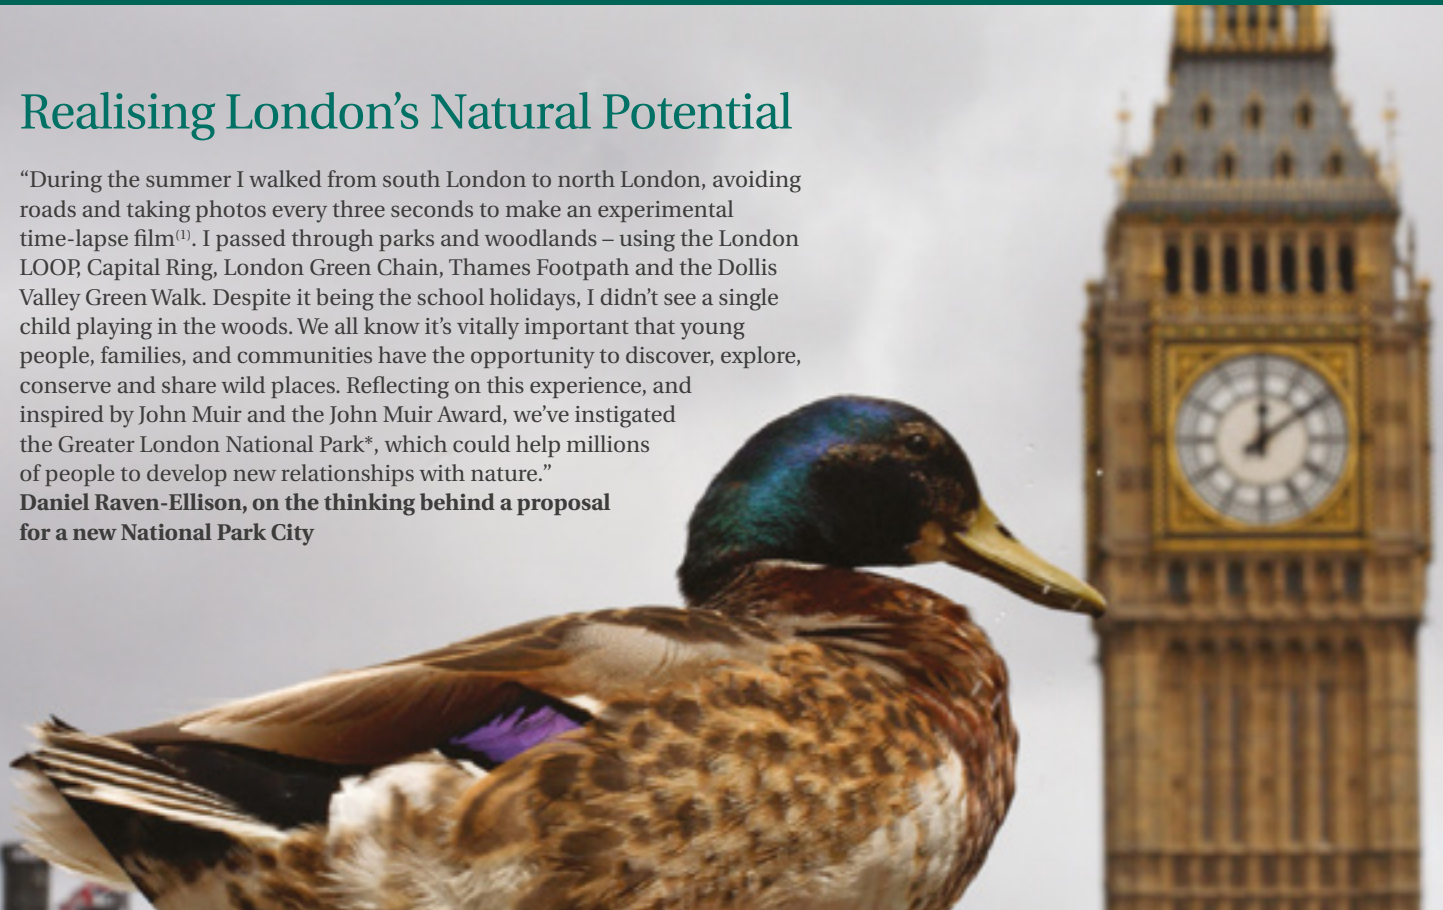 Realising London’s Natural Potential
“During the summer I walked from south London to north London, avoiding
roads and taking photos every three seconds to make an experimental
time-lapse film(1). I passed through parks and woodlands – using the London
LOOP, Capital Ring, London Green Chain, Thames Footpath and the Dollis
Valley Green Walk. Despite it being the school holidays, I didn’t see a single
child playing in the woods. We all know it’s vitally important that young
people, families, and communities have the opportunity to discover, explore,
conserve and share wild places. Reflecting on this experience, and
inspired by John Muir and the John Muir Award, we’ve instigated
the Greater London National Park*, which could help millions
of people to develop new relationships with nature.”
Daniel Raven-Ellison, on the thinking behind a proposal
for a new National Park City